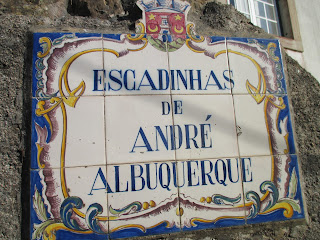 ESCADINHAS
DE
ANDRÉ
ALBUQUERQUE